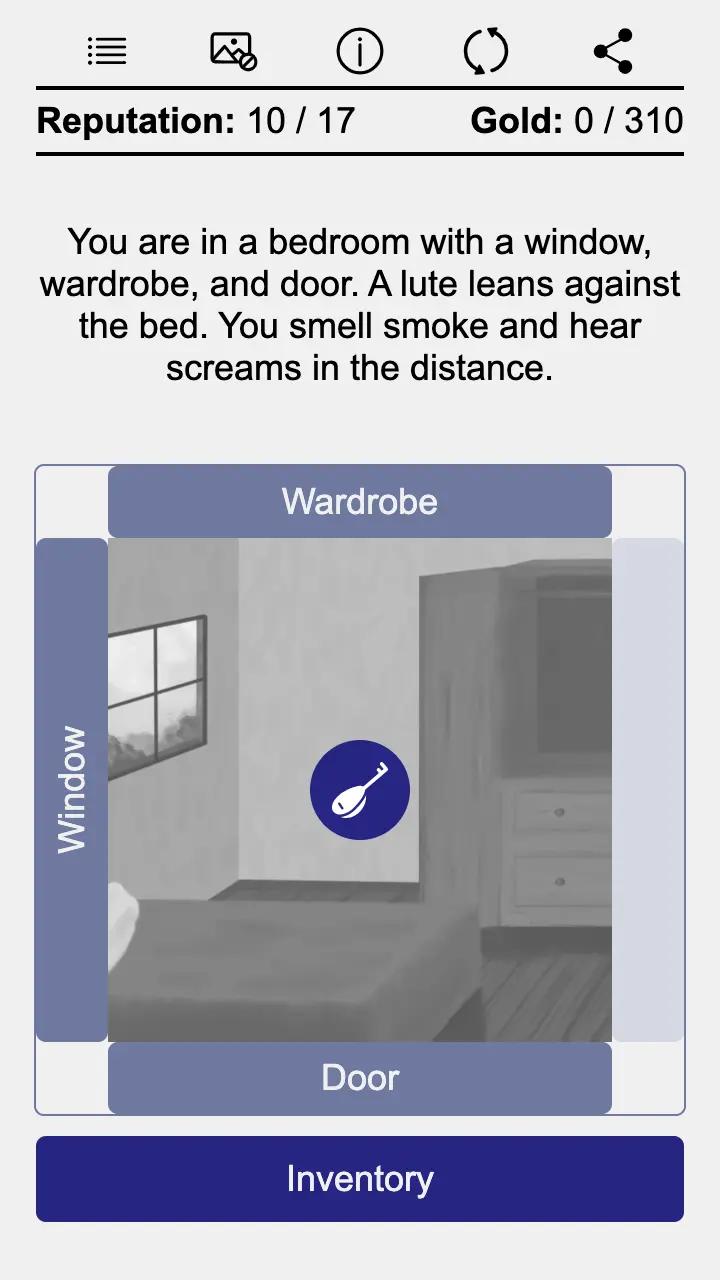 Reputation: 10 / 17 Gold: 0 / 310
You are in a bedroom with a window,
wardrobe, and door. A lute leans against
the bed. You smell smoke and hear
screams in the distance.
Wardrobe
Window
Door
Inventory